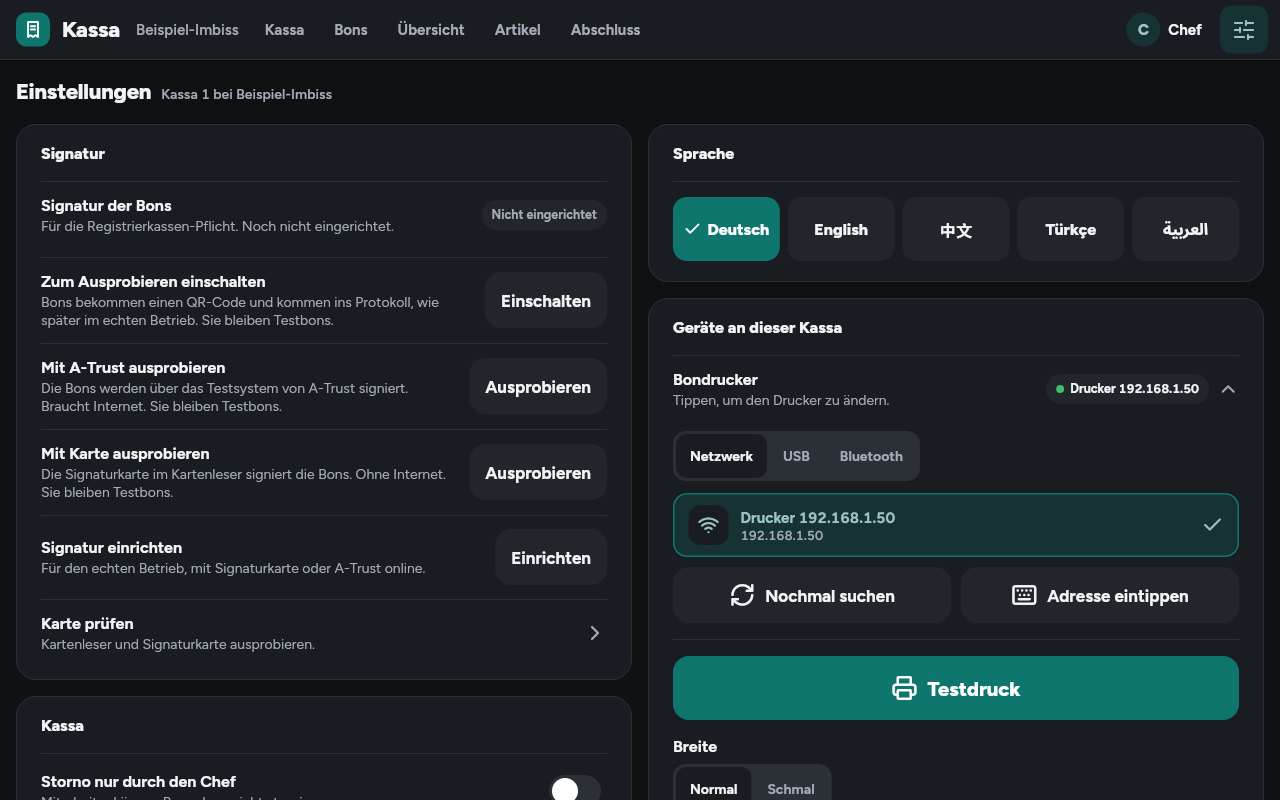 Kassa Beispiel-Imbiss Kassa Bons Übersicht Artikel Abschluss C Chef
Einstellungen Kassa 1 bei Beispiel-Imbiss
Signatur
Signatur der Bons
Für die Registrierkassen-Pflicht. Noch nicht eingerichtet.
Nicht eingerichtet
Zum Ausprobieren einschalten
Bons bekommen einen QR-Code und kommen ins Protokoll, wie
später im echten Betrieb. Sie bleiben Testbons.
Einschalten
Mit A-Trust ausprobieren
Die Bons werden über das Testsystem von A-Trust signiert.
Braucht Internet. Sie bleiben Testbons.
Ausprobieren
Mit Karte ausprobieren
Die Signaturkarte im Kartenleser signiert die Bons. Ohne Internet.
Sie bleiben Testbons.
Ausprobieren
Signatur einrichten
Für den echten Betrieb, mit Signaturkarte oder A-Trust online.
Einrichten
Karte prüfen
Kartenleser und Signaturkarte ausprobieren.
Kassa
Storno nur durch den Chef
Sprache
Deutsch English 中文 Türkçe العربية
Geräte an dieser Kassa
Bondrucker
Tippen, um den Drucker zu ändern.
Drucker 192.168.1.50
Netzwerk USB Bluetooth
Drucker 192.168.1.50
192.168.1.50
Nochmal suchen Adresse eintippen
Testdruck
Breite
Normal Schmal